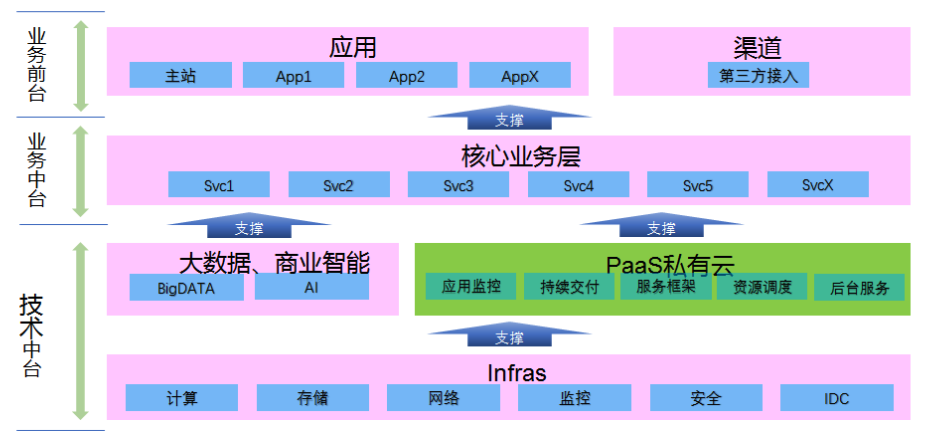 业务前台
应用
主站
App1
App2
AppX
渠道
第三方接入
支撑
业务中台
核心业务层
Svc1
Svc2
Svc3
Svc4
Svc5
SvcX
支撑
支撑
技术中台
大数据、商业智能
BigDATA
AI
PaaS私有云
应用监控
持续交付
服务框架
资源调度
后台服务
支撑
Infras
计算
存储
网络
监控
安全
IDC